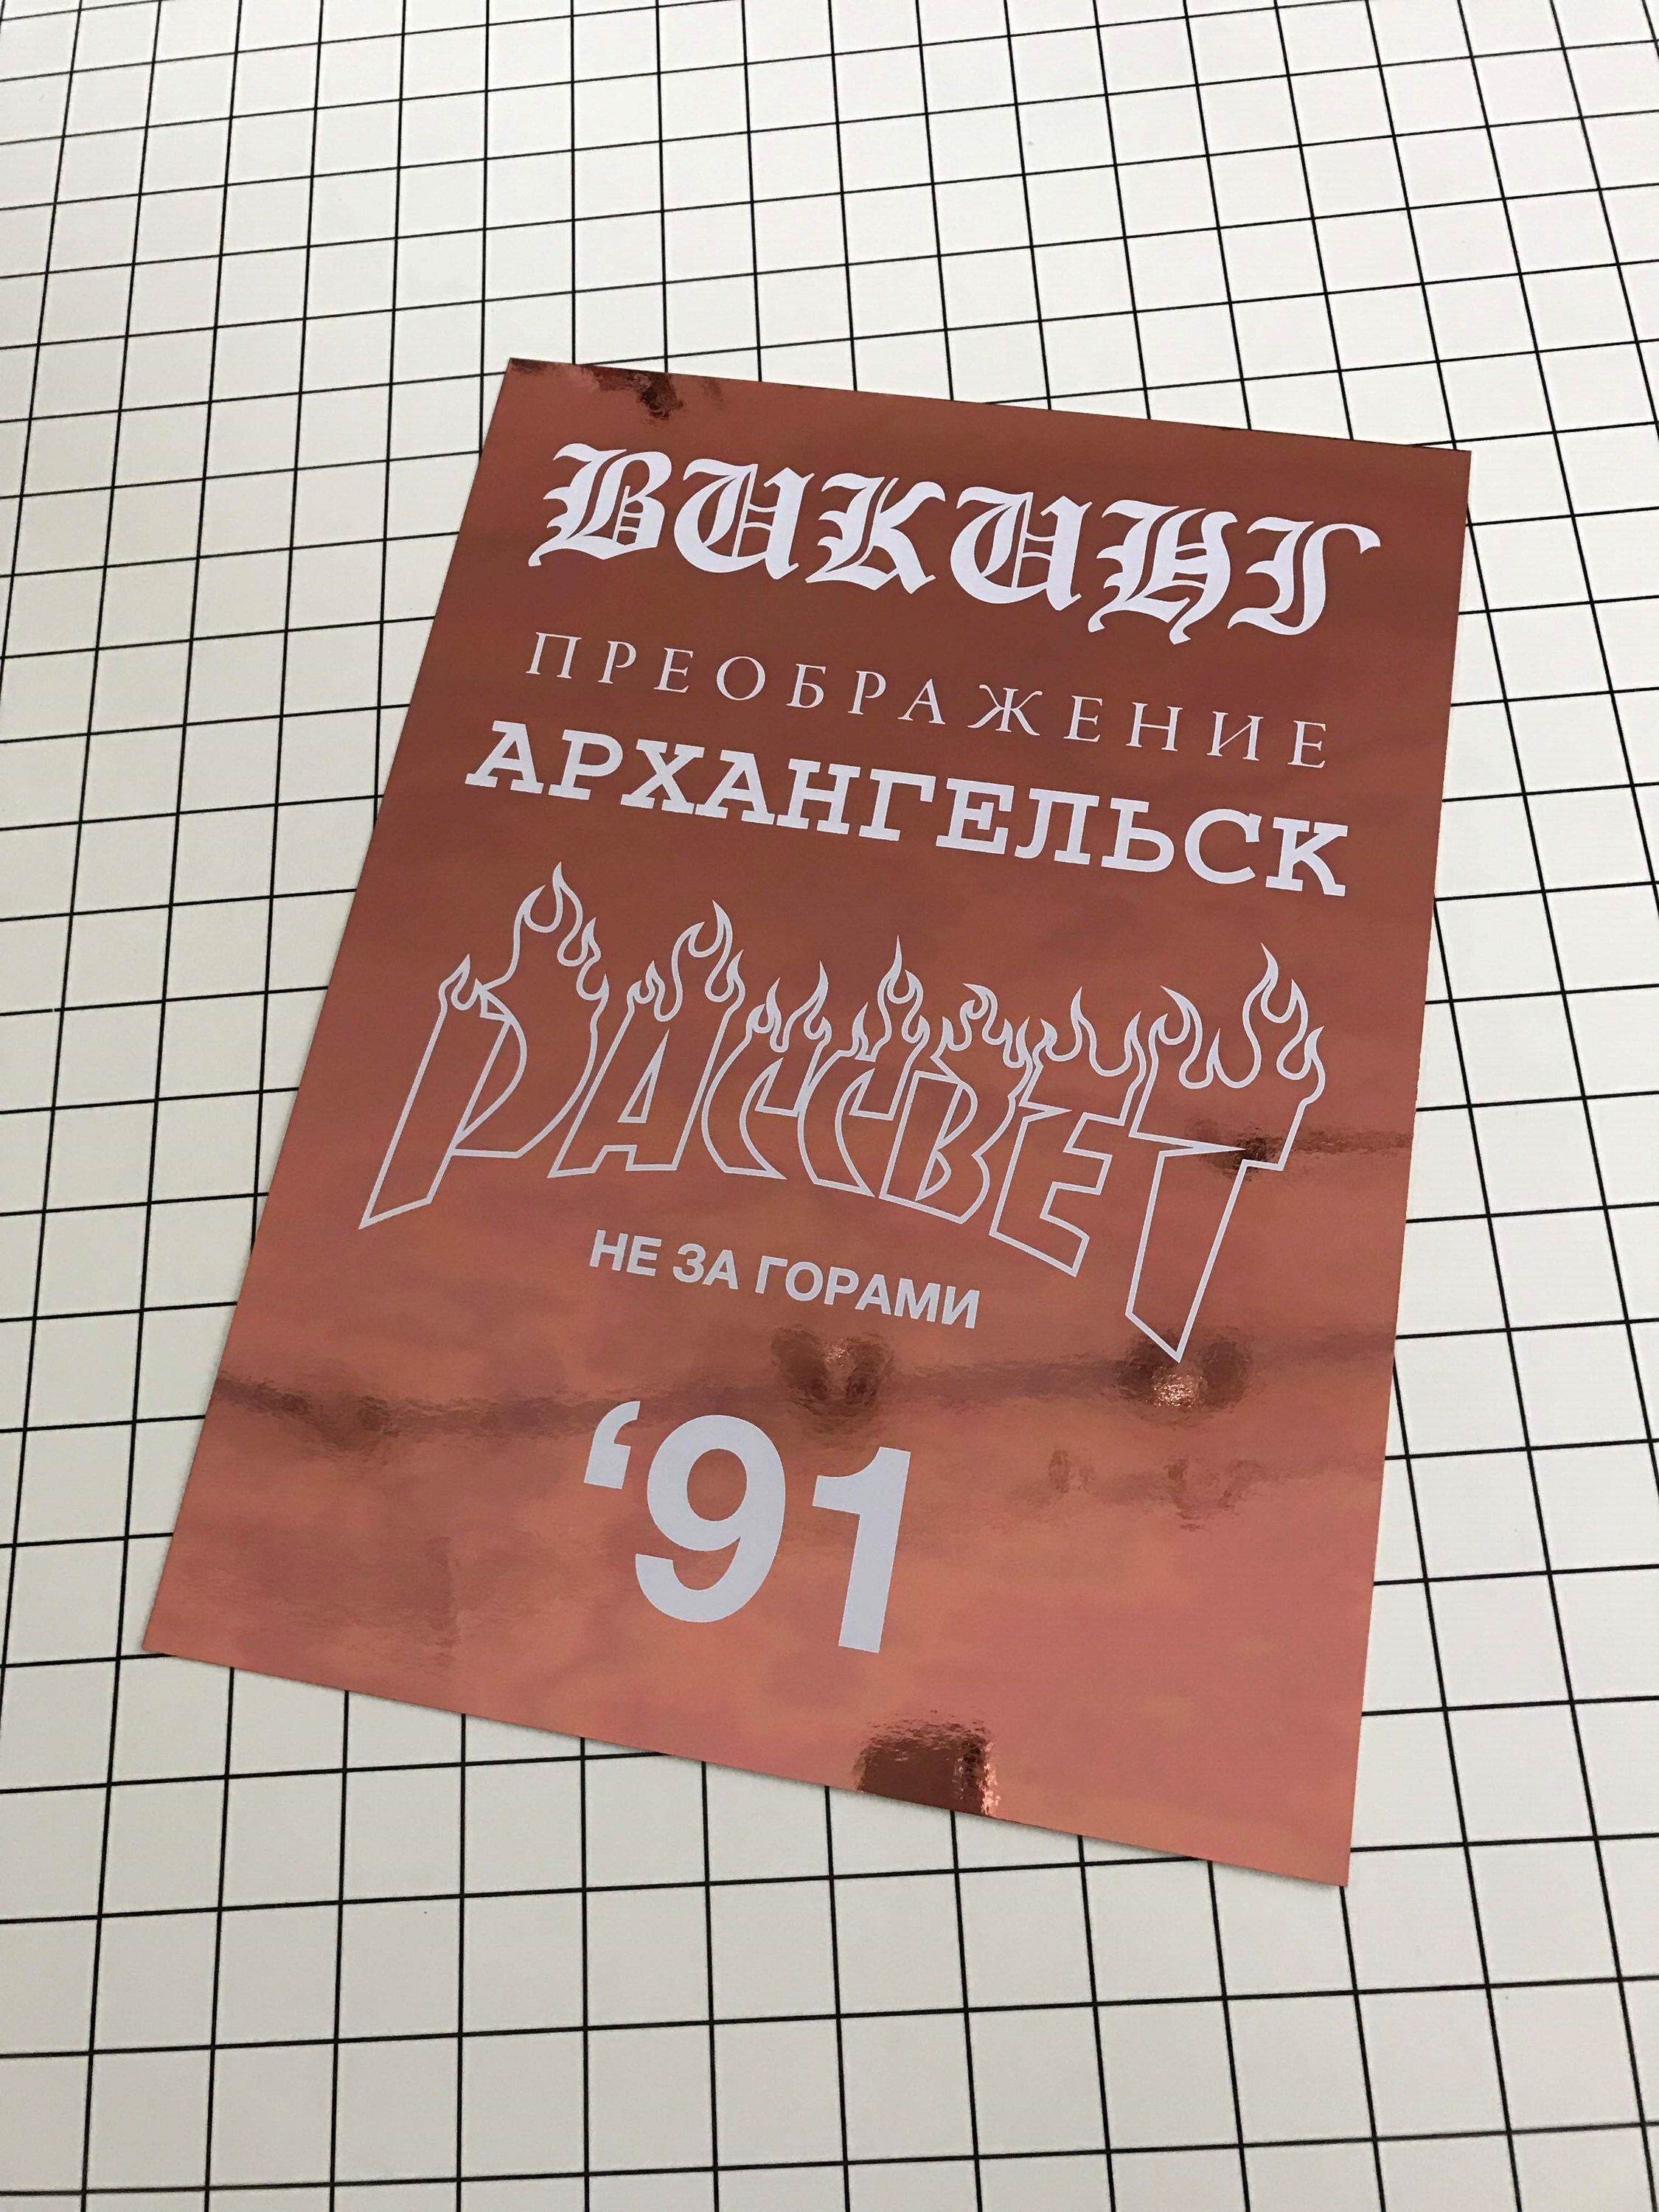 ВИКИНГ
ПРЕОБРАЖЕНИЕ
АРХАНГЕЛЬСК
РАССВЕТ
НЕ ЗА ГОРАМИ
‘91